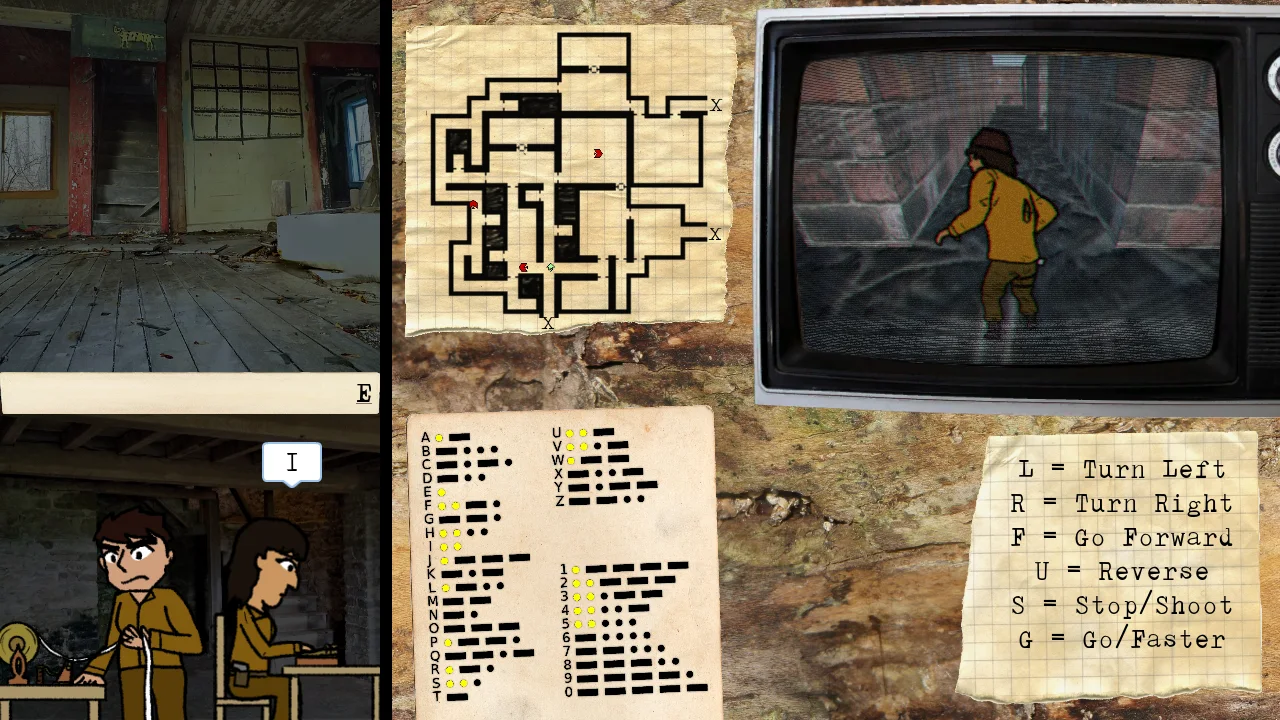 E
I
X
X
X
A
B
C
D
E
F
G
H
I
J
K
L
M
N
O
P
Q
R
S
T
U
V
W
X
Y
Z
1
2
3
4
5
6
7
8
9
0
L = Turn Left
R = Turn Right
F = Go Forward
U = Reverse
S = Stop/Shoot
G = Go/Faster